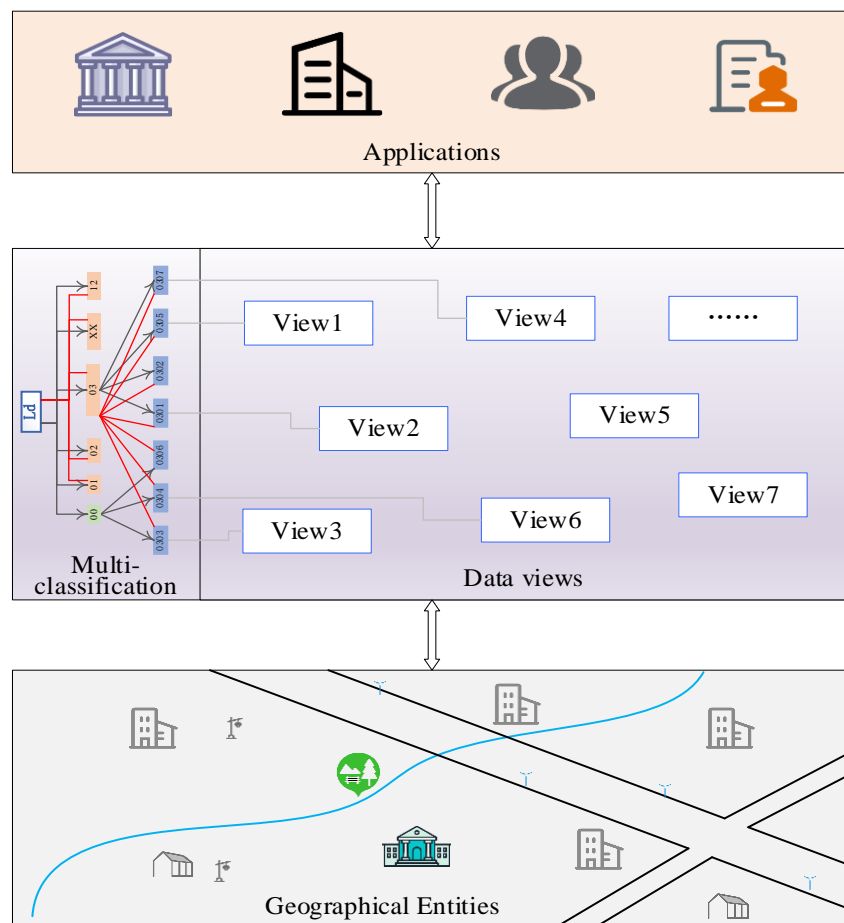 Applications
12
XX
03
02
01
00
Ld
0307
0305
0302
0301
0306
0304
0303
View1
View4
······
View2
View5
View3
View6
View7
Multi-
classification
Data views
Geographical Entities